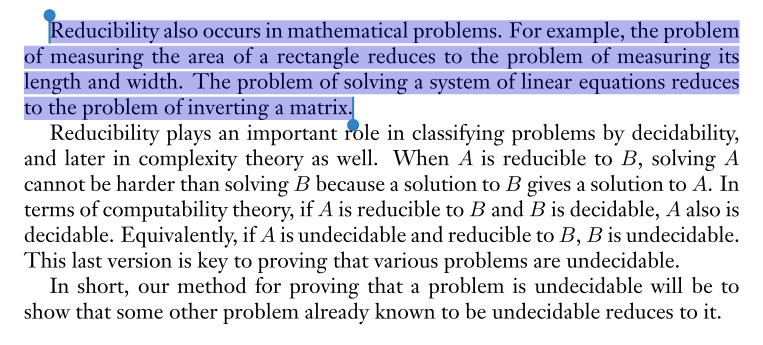 Reducibility also occurs in mathematical problems. For example, the problem
of measuring the area of a rectangle reduces to the problem of measuring its
length and width. The problem of solving a system of linear equations reduces
to the problem of inverting a matrix.
Reducibility plays an important role in classifying problems by decidability,
and later in complexity theory as well. When A is reducible to B, solving A
cannot be harder than solving B because a solution to B gives a solution to A. In
terms of computability theory, if A is reducible to B and B is decidable, A also is
decidable. Equivalently, if A is undecidable and reducible to B, B is undecidable.
This last version is key to proving that various problems are undecidable.
In short, our method for proving that a problem is undecidable will be to
show that some other problem already known to be undecidable reduces to it.